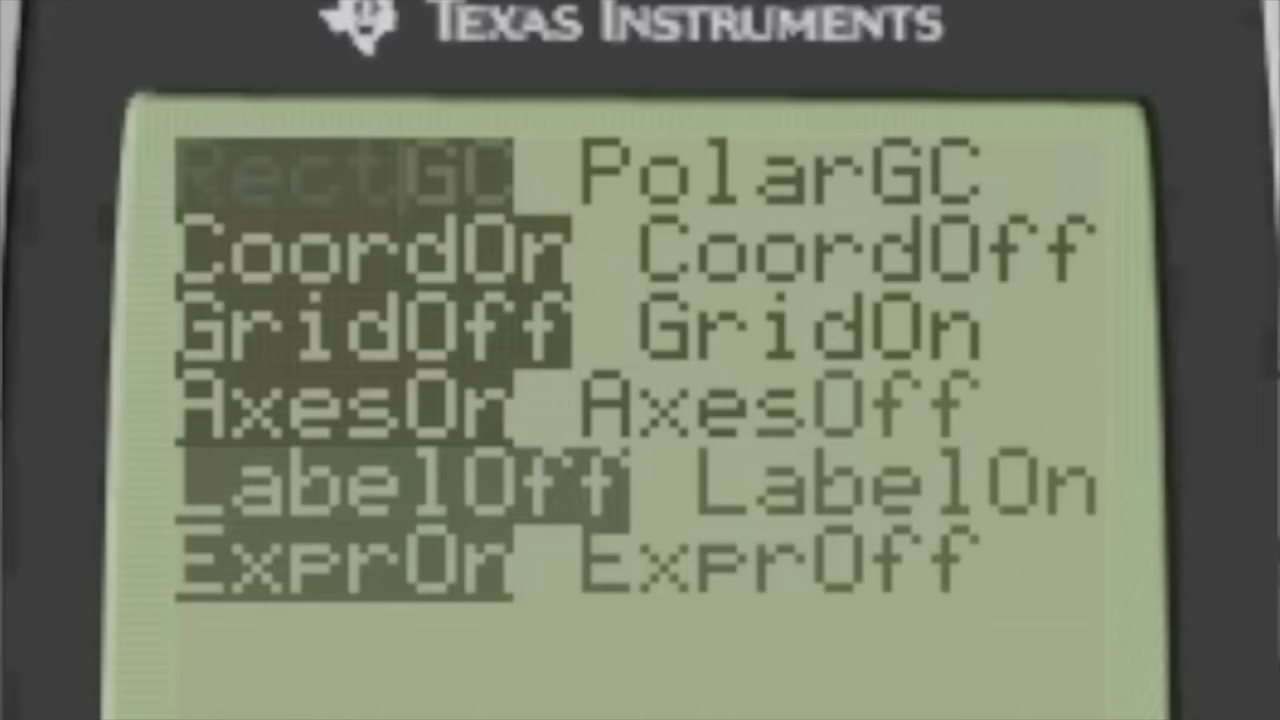 TEXAS INSTRUMENTS
RectGC PolarGC
CoordOn CoordOff
GridOff GridOn
AxesOn AxesOff
LabelOff LabelOn
ExprOn ExprOff